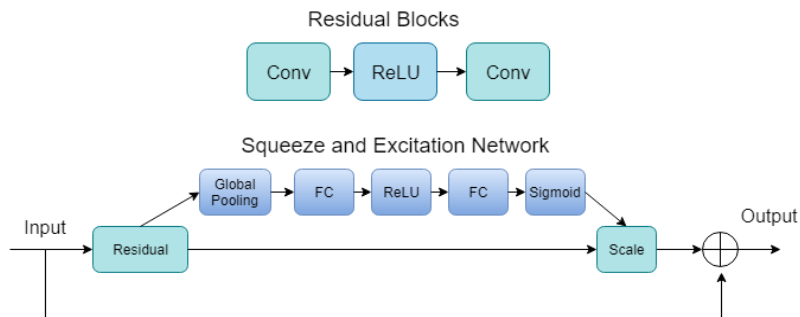 Residual Blocks
Conv ReLU Conv
Squeeze and Excitation Network
Global
Pooling
FC ReLU FC Sigmoid
Input
Output
Residual
Scale